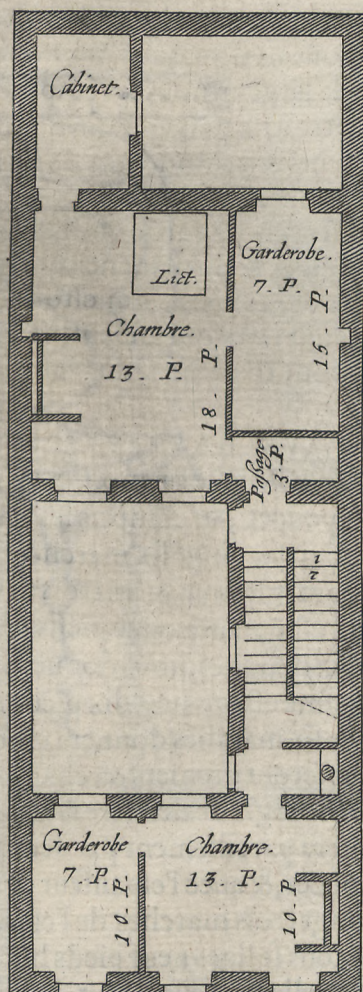 Cabinet.
Garderobe.
7. P.
15. P.
Lict.
Chambre.
13. P.
18. P.
Paſſage
3. P.
1
2
Garderobe
7. P.
10. P.
Chambre.
13. P.
10. P.